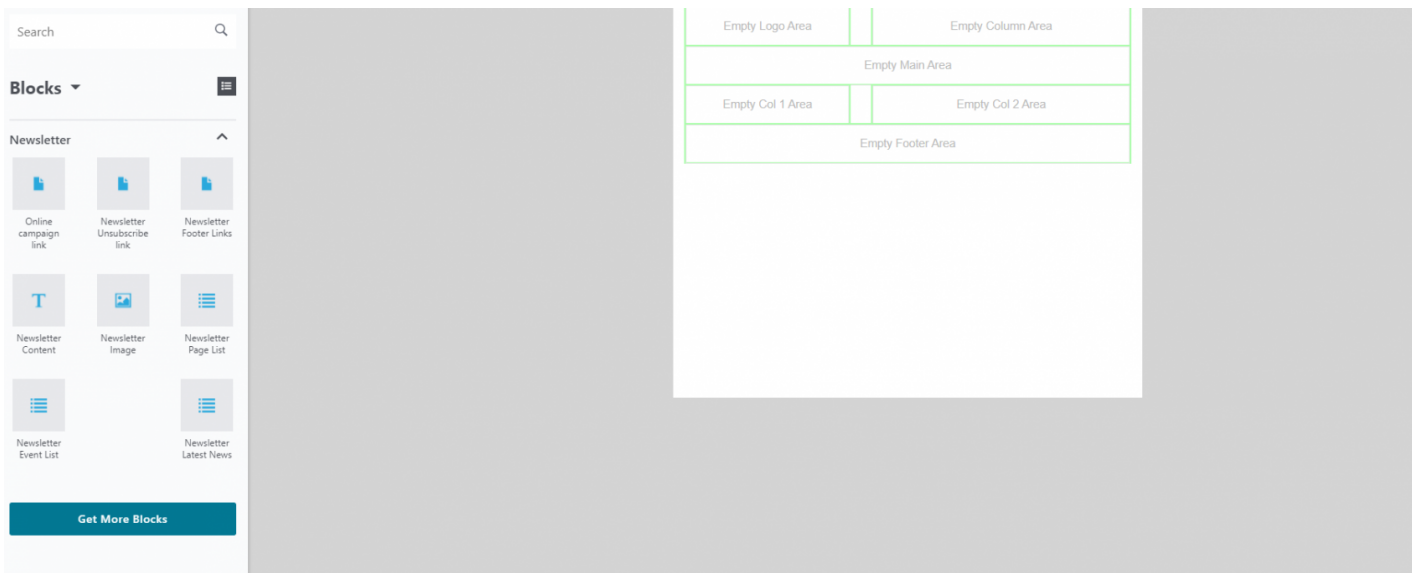 Search
Blocks
Newsletter
Online
campaign
link
Newsletter
Unsubscribe
link
Newsletter
Footer Links
Newsletter
Content
Newsletter
Image
Newsletter
Page List
Newsletter
Event List
Newsletter
Latest News
Get More Blocks
Empty Logo Area
Empty Column Area
Empty Main Area
Empty Col 1 Area
Empty Col 2 Area
Empty Footer Area